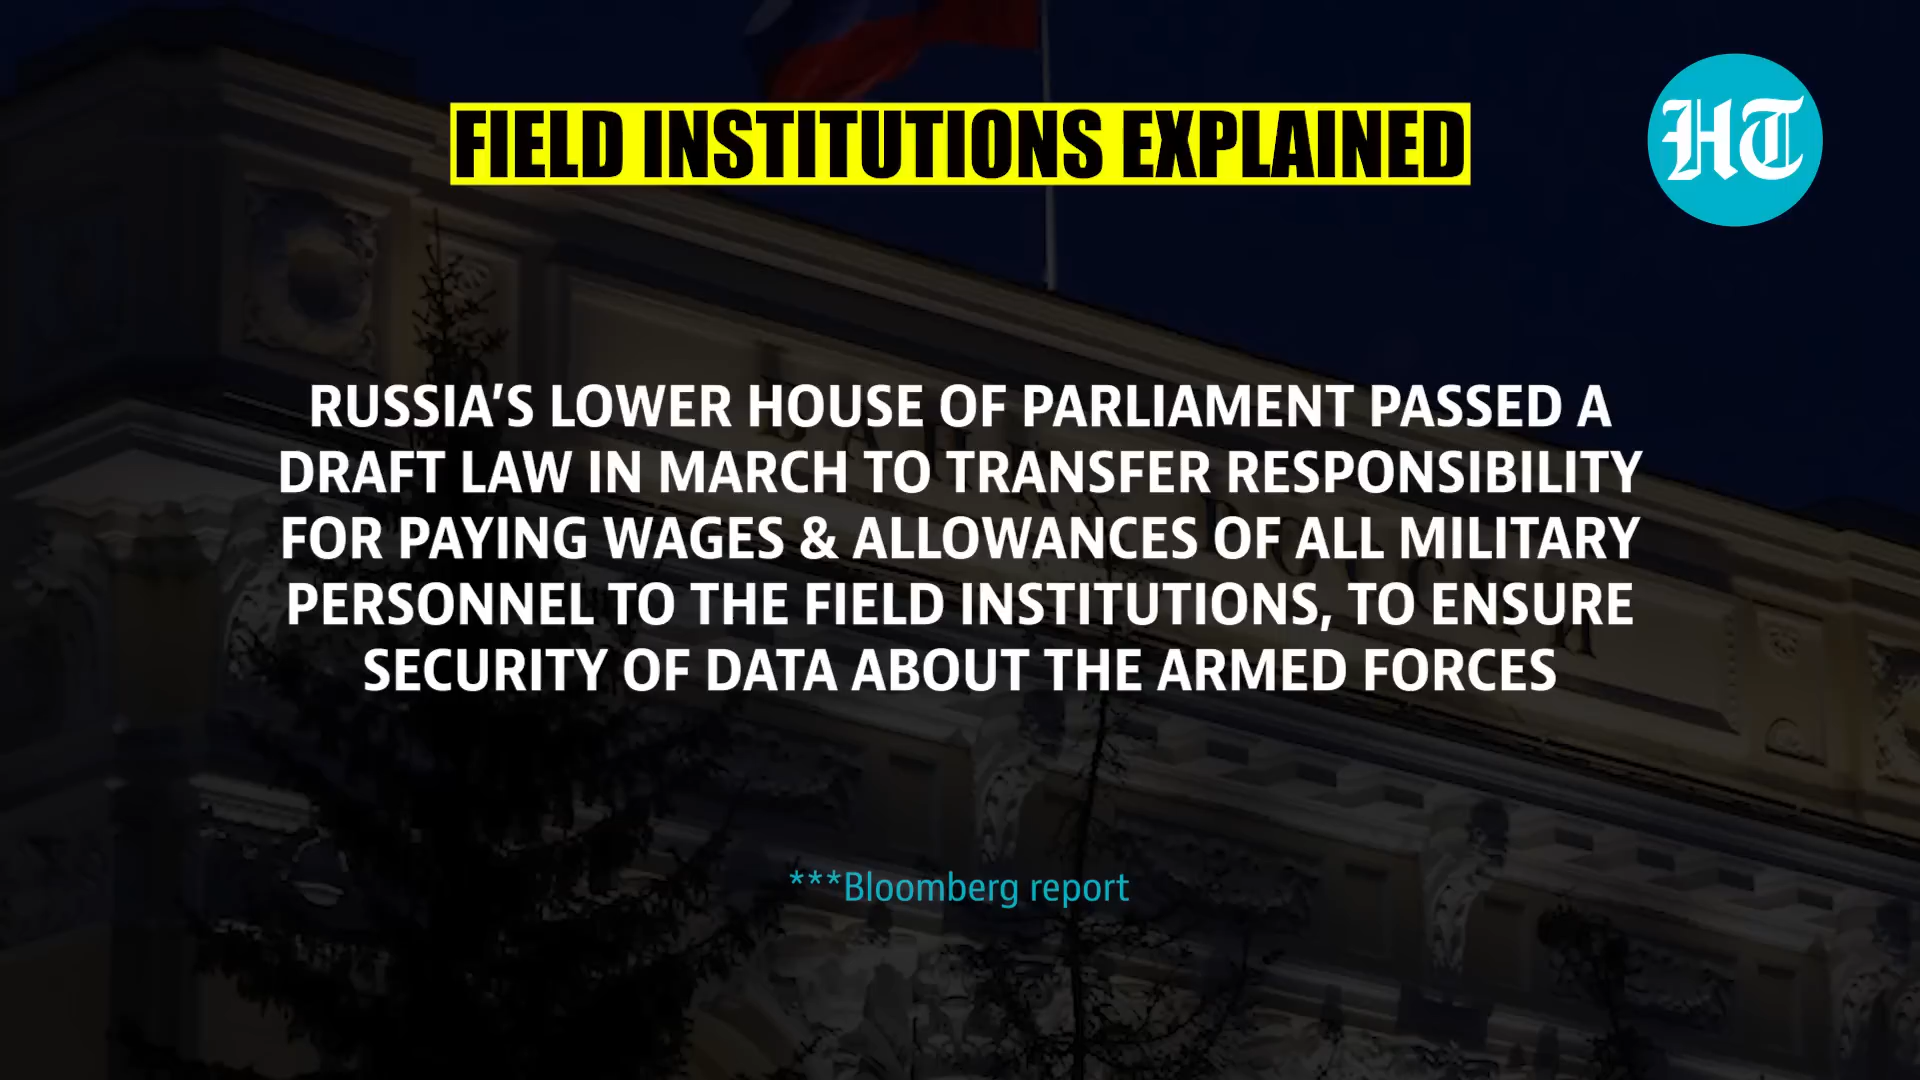 FIELD INSTITUTIONS EXPLAINED
HT
RUSSIA'S LOWER HOUSE OF PARLIAMENT PASSED A
DRAFT LAW IN MARCH TO TRANSFER RESPONSIBILITY
FOR PAYING WAGES & ALLOWANCES OF ALL MILITARY
PERSONNEL TO THE FIELD INSTITUTIONS, TO ENSURE
SECURITY OF DATA ABOUT THE ARMED FORCES
***Bloomberg report